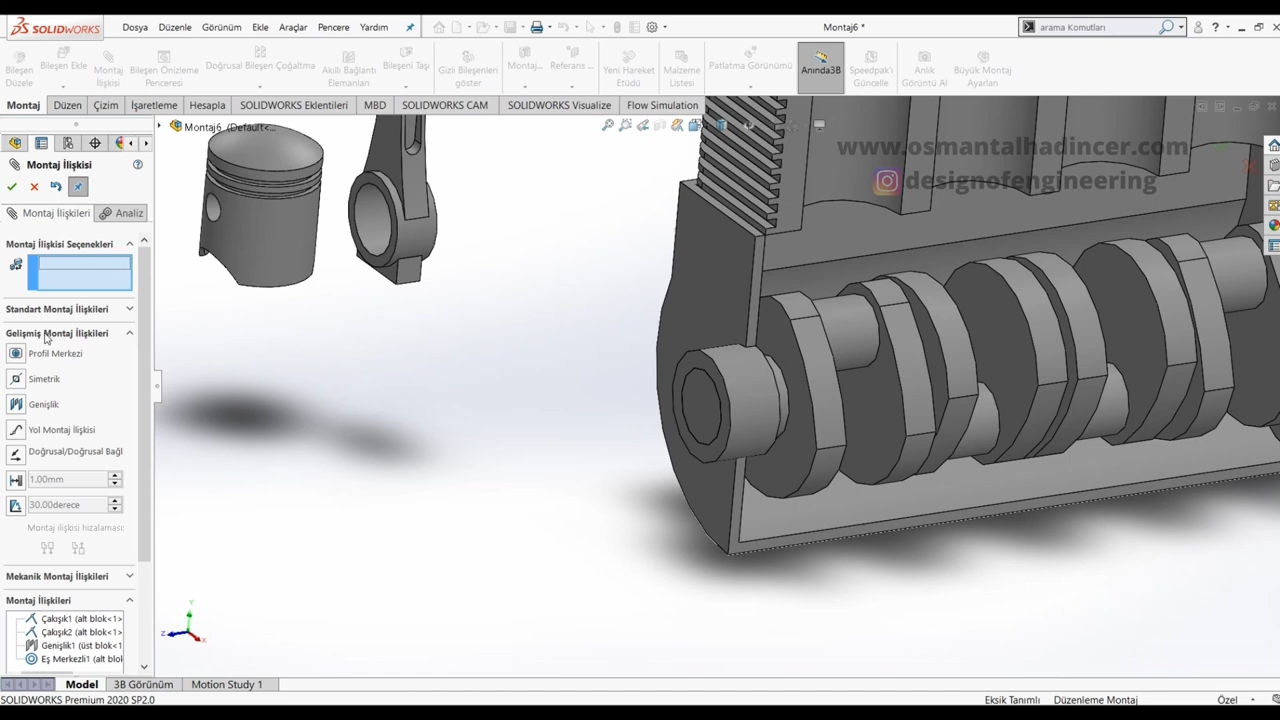 SOLIDWORKS
Dosya Düzenle Görünüm Ekle Araçlar Pencere Yardım
Montaj6 *
arama Komutları
?
Bileşen Düzenle
Bileşen Ekle
Montaj İlişkisi
Bileşen Önizleme Penceresi
Doğrusal Bileşen Çoğaltma
Akıllı Bağlantı Elemanları
Bileşeni Taşı
Gizli Bileşenleri göster
Montaj...
Referans ...
Yeni Hareket Etüdü
Malzeme Listesi
Patlatma Görünümü
Anında3B
Speedpak'ı Güncelle
Anlık Görüntü Al
Büyük Montaj Ayarları
Montaj Düzen Çizim İşaretleme Hesapla SOLIDWORKS Eklentileri MBD SOLIDWORKS CAM SOLIDWORKS Visualize Flow Simulation
Montaj6 (Default<...
www.osmantalhadincer.com
designofengineering
Montaj İlişkisi
Montaj İlişkileri Analiz
Montaj İlişkisi Seçenekleri
Standart Montaj İlişkileri
Gelişmiş Montaj İlişkileri
Profil Merkezi
Simetrik
Genişlik
Yol Montaj İlişkisi
Doğrusal/Doğrusal Bağl
1.00mm
30.00derece
Montaj ilişkisi hizalaması:
Mekanik Montaj İlişkileri
Montaj İlişkileri
Çakışık1 (alt blok<1>
Çakışık2 (alt blok<1>
Genişlik1 (üst blok<1
Eş Merkezli1 (alt blol
Y
Z
X
Model 3B Görünüm Motion Study 1
SOLIDWORKS Premium 2020 SP2.0
Eksik Tanımlı Düzenleme Montaj Özel